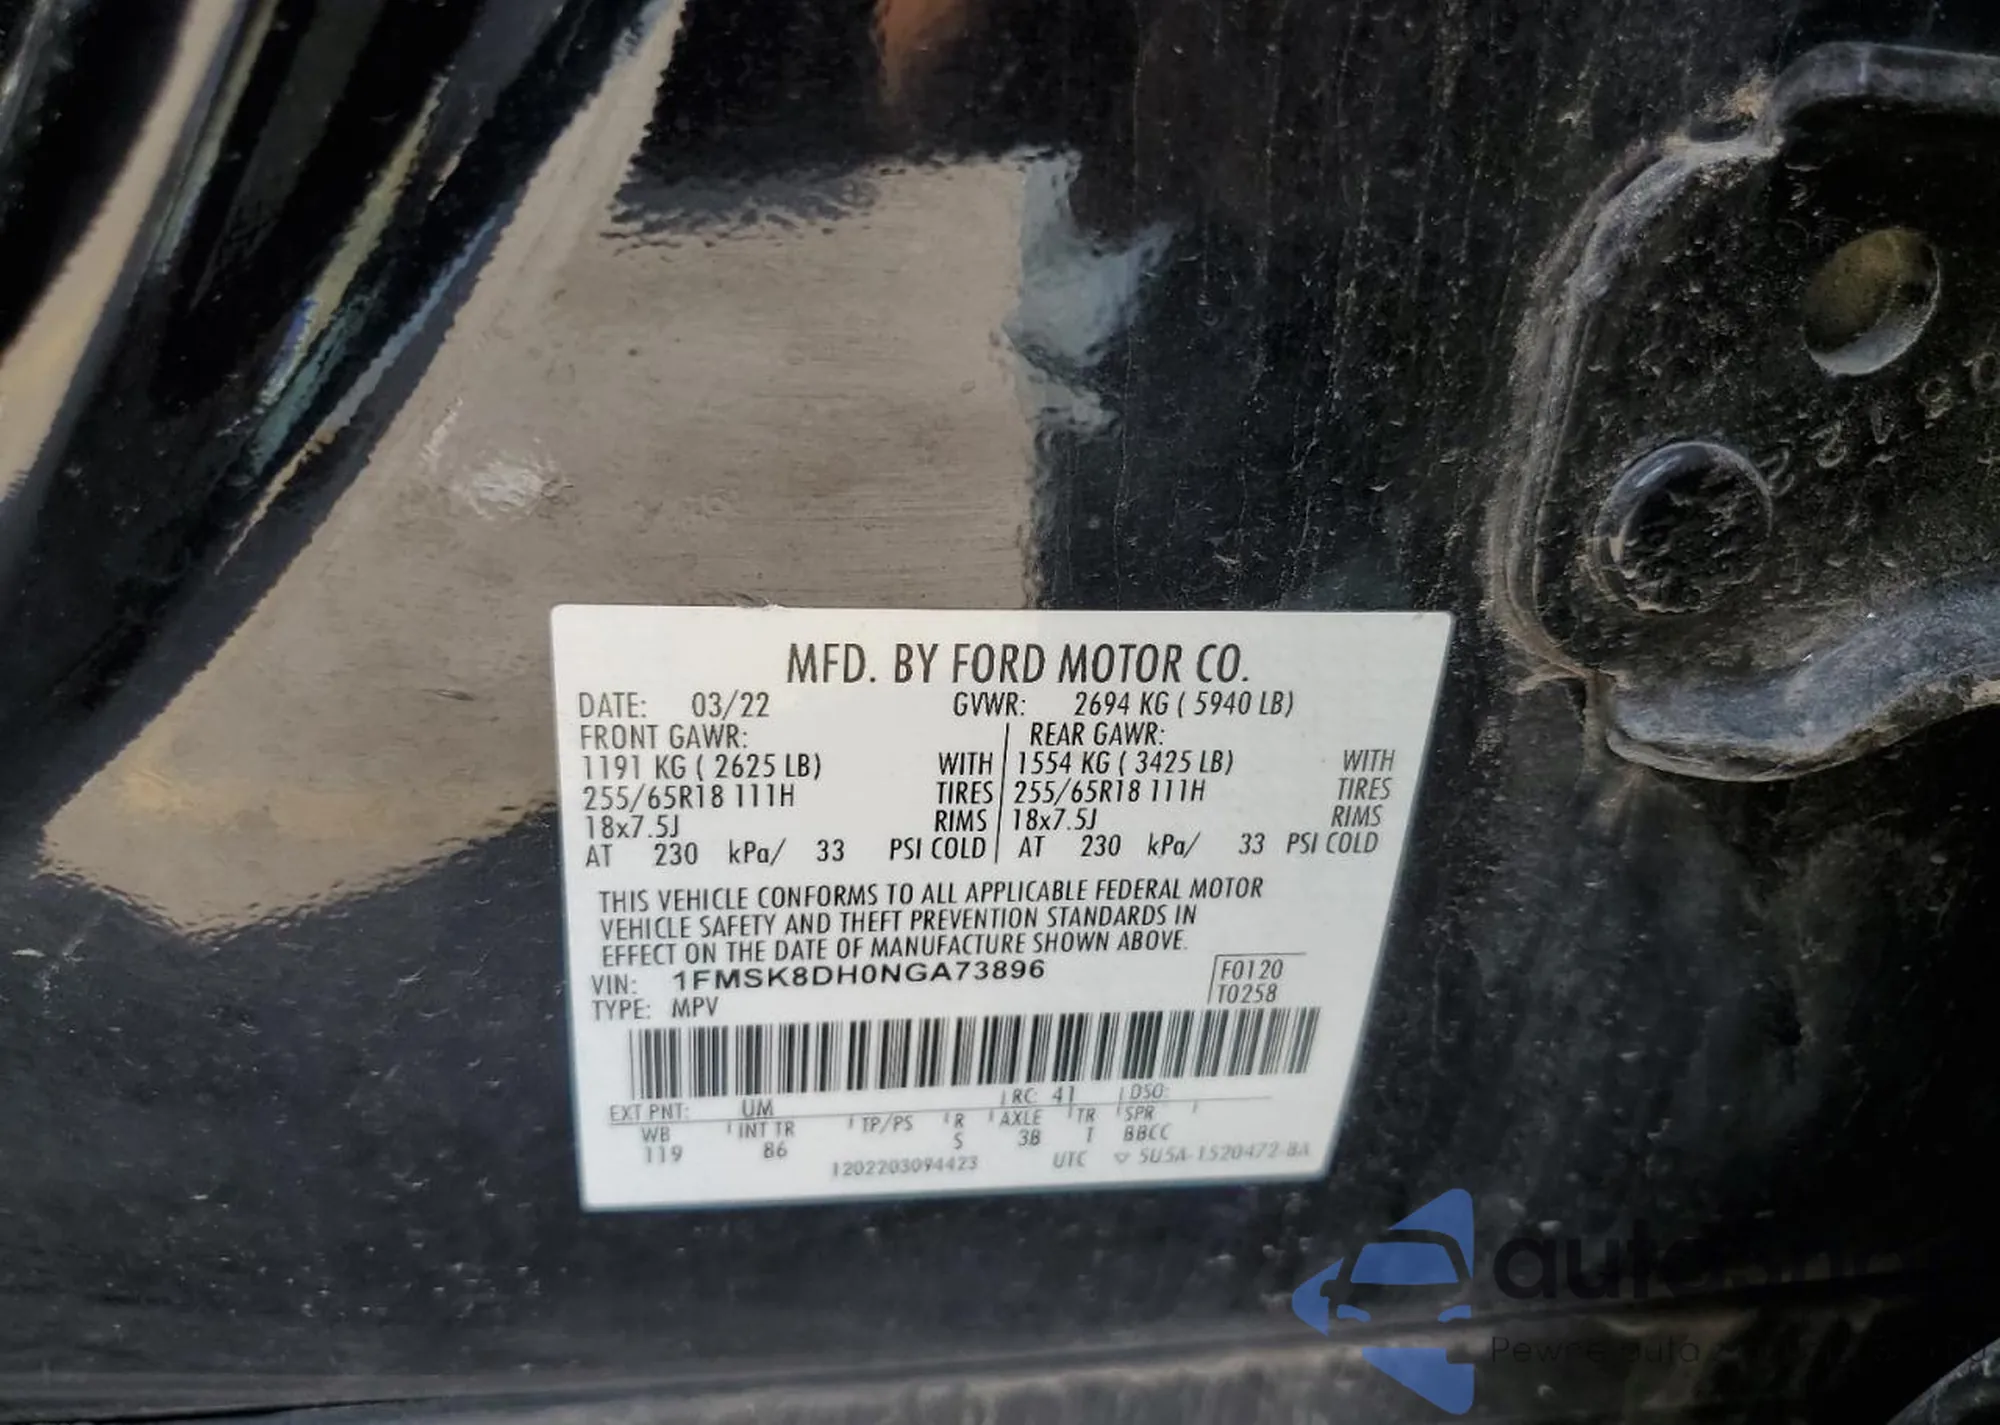 MFD. BY FORD MOTOR CO.
DATE: 03/22 GVWR: 2694 KG ( 5940 LB)
FRONT GAWR: REAR GAWR:
1191 KG ( 2625 LB) WITH 1554 KG ( 3425 LB) WITH
255/65R18 111H TIRES 255/65R18 111H TIRES
18x7.5J RIMS 18x7.5J RIMS
AT 230 kPa/ 33 PSI COLD AT 230 kPa/ 33 PSI COLD
THIS VEHICLE CONFORMS TO ALL APPLICABLE FEDERAL MOTOR
VEHICLE SAFETY AND THEFT PREVENTION STANDARDS IN
EFFECT ON THE DATE OF MANUFACTURE SHOWN ABOVE.
VIN: 1FMSK8DH0NGA73896 F0120
TYPE: MPV T0258
EXT PNT: UM RC: 41 DSO:
WB INT TR TP/PS R AXLE TR SPR
119 86 S 3B T BBCC
1202203094423 UTC 5U5A-1520472-BA
Pewne auto